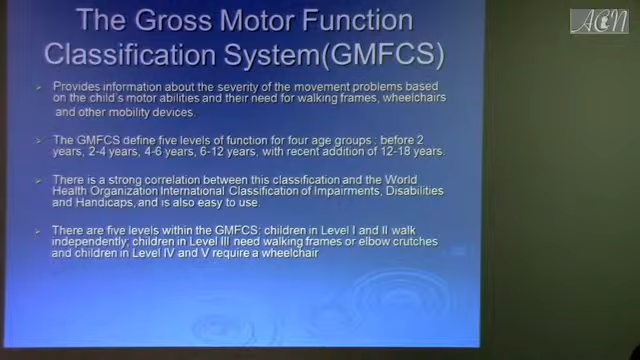 ACN
The Gross Motor Function
Classification System(GMFCS)
Provides information about the severity of the movement problems based
on the child's motor abilities and their need for walking frames, wheelchairs
and other mobility devices.
The GMFCS define five levels of function for four age groups : before 2
years, 2-4 years, 4-6 years, 6-12 years, with recent addition of 12-18 years.
There is a strong correlation between this classification and the World
Health Organization International Classification of Impairments, Disabilities
and Handicaps, and is also easy to use.
There are five levels within the GMFCS: children in Level I and II walk
independently; children in Level III need walking frames or elbow crutches
and children in Level IV and V require a wheelchair